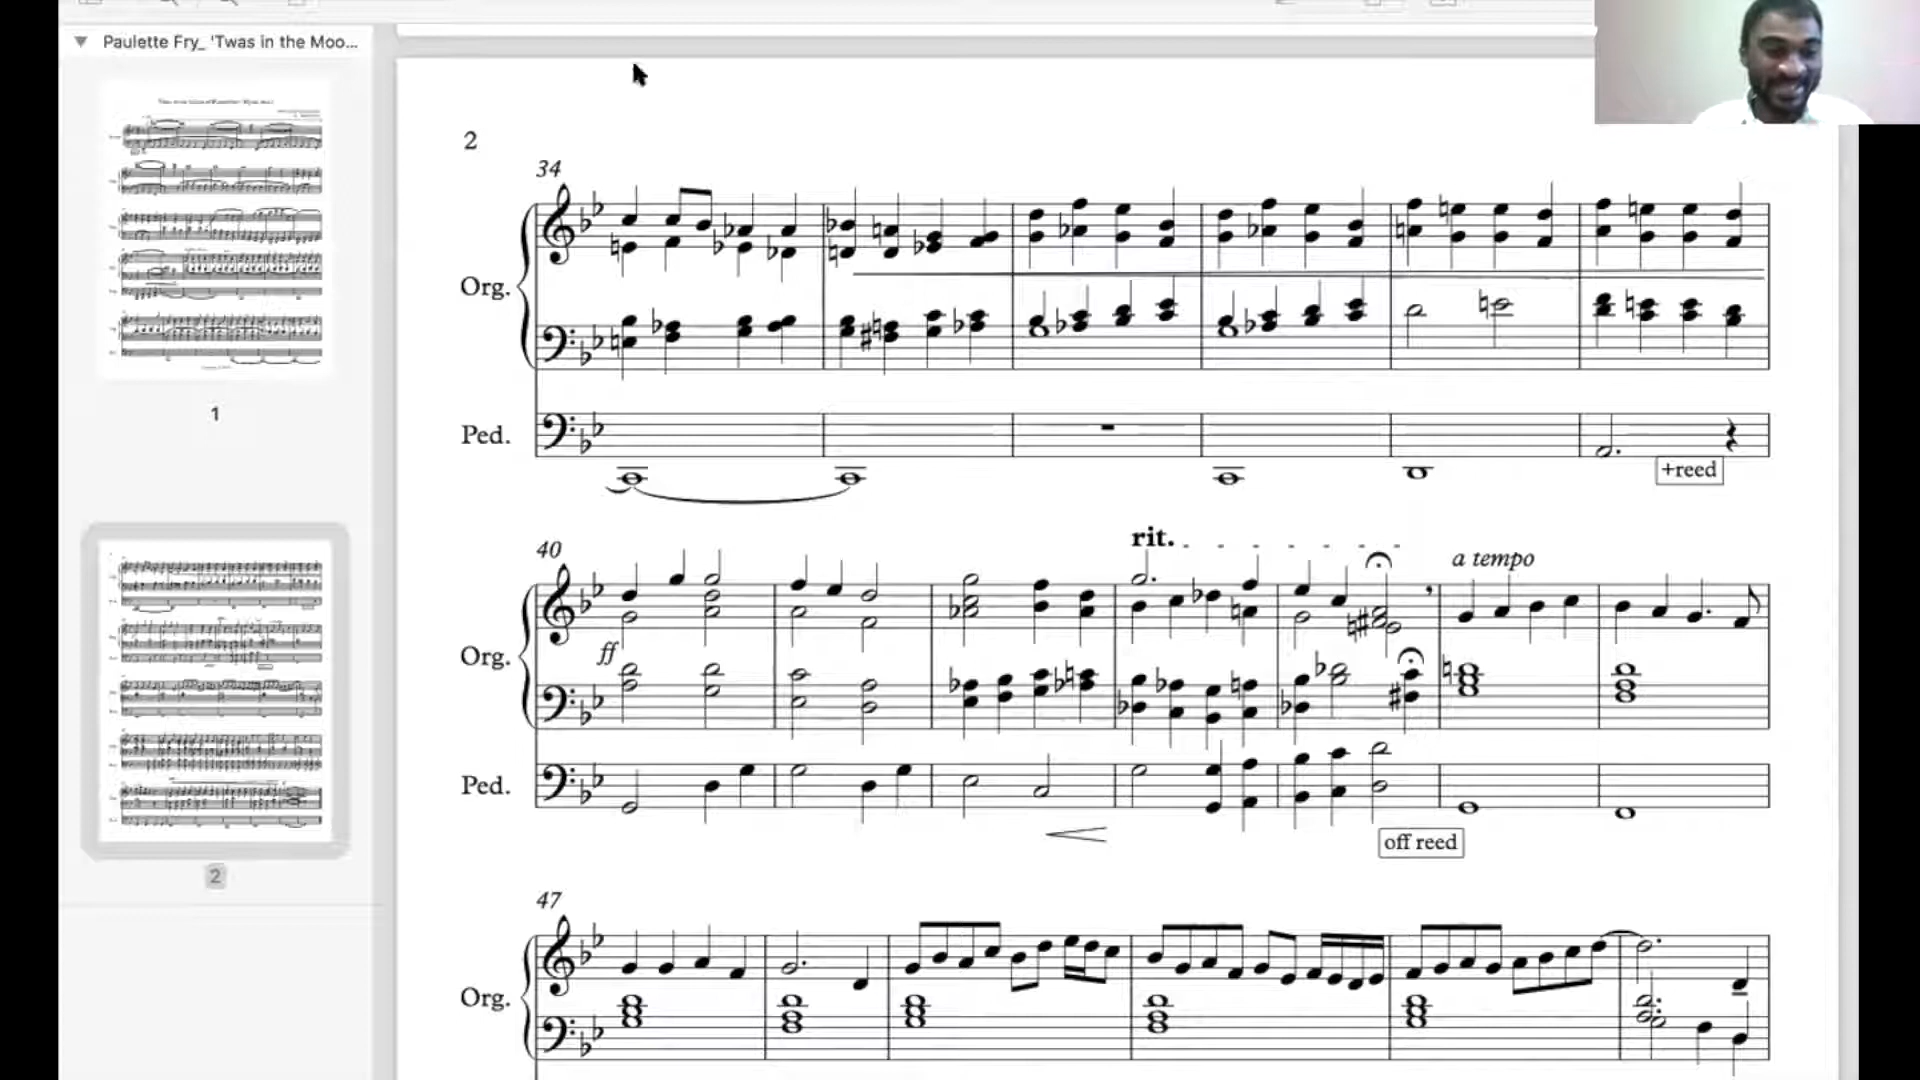 Paulette Fry_ 'Twas in the Moo...
1
2
2
34
Org.
Ped.
+reed
40
rit.
a tempo
ff
Org.
Ped.
off reed
47
Org.